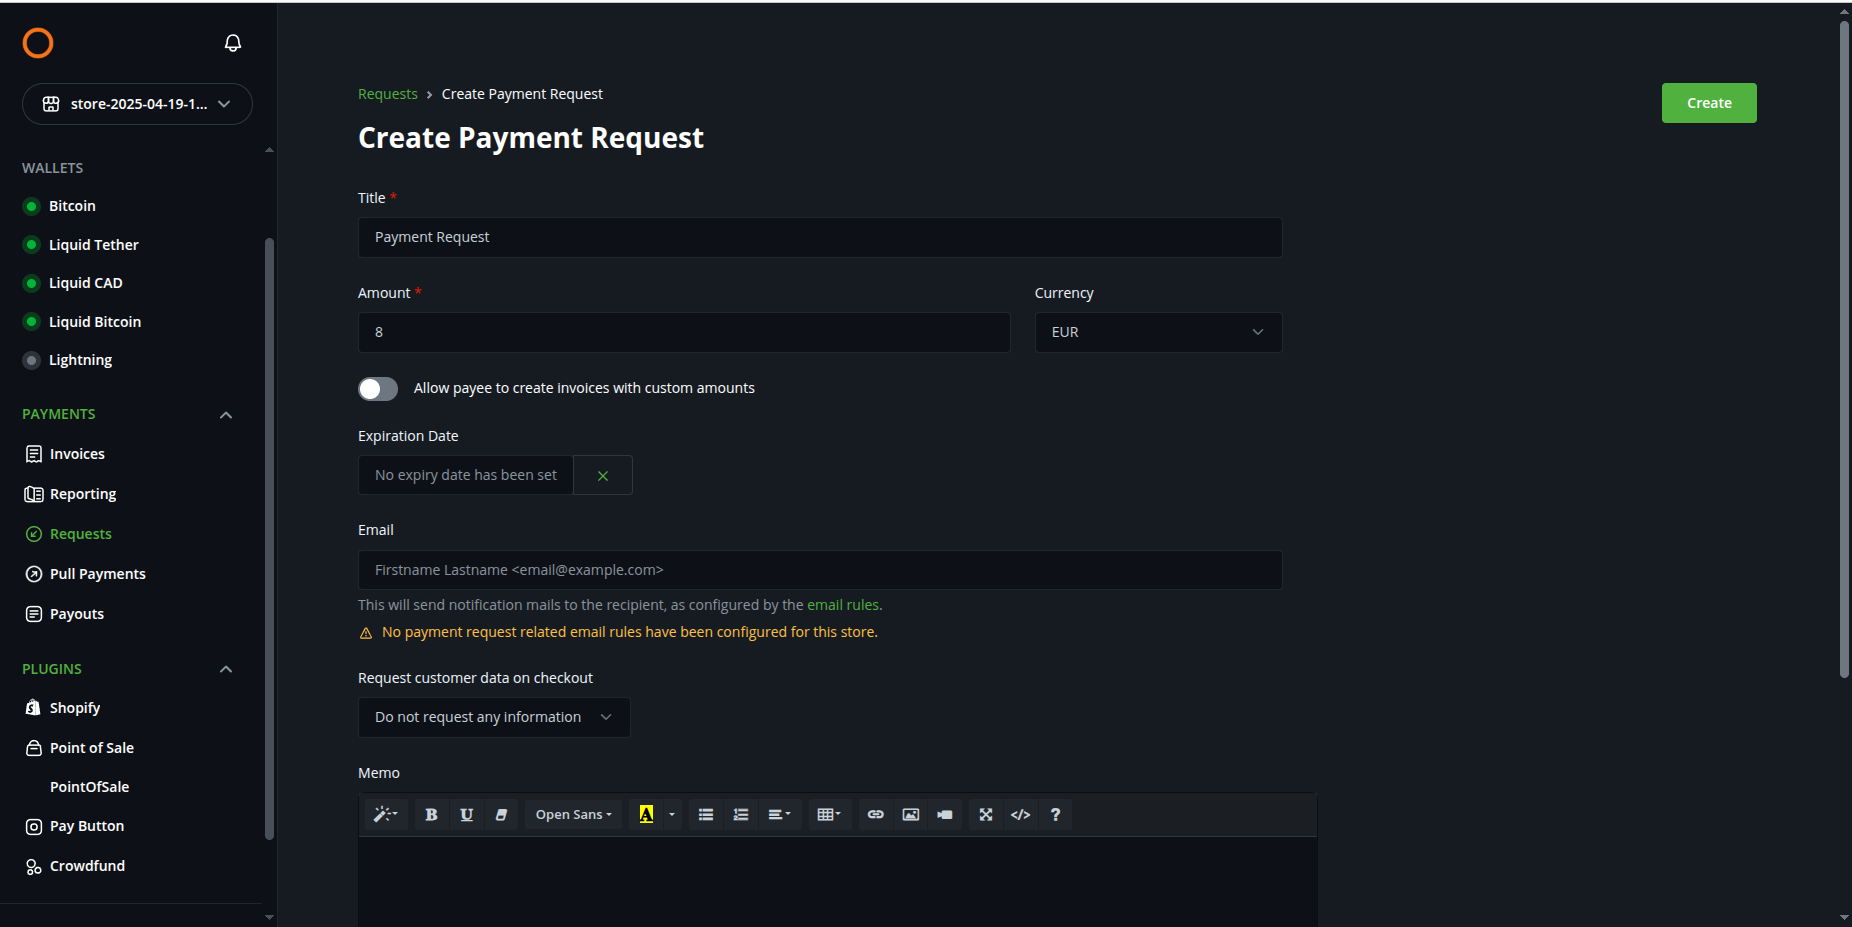 store-2025-04-19-1...
WALLETS
Bitcoin
Liquid Tether
Liquid CAD
Liquid Bitcoin
Lightning
PAYMENTS
Invoices
Reporting
Requests
Pull Payments
Payouts
PLUGINS
Shopify
Point of Sale
PointOfSale
Pay Button
Crowdfund
Requests > Create Payment Request
Create
Create Payment Request
Title *
Payment Request
Amount * Currency
8 EUR
Allow payee to create invoices with custom amounts
Expiration Date
No expiry date has been set
Email
Firstname Lastname <email@example.com>
This will send notification mails to the recipient, as configured by the email rules.
No payment request related email rules have been configured for this store.
Request customer data on checkout
Do not request any information
Memo
B U Open Sans A </> ?